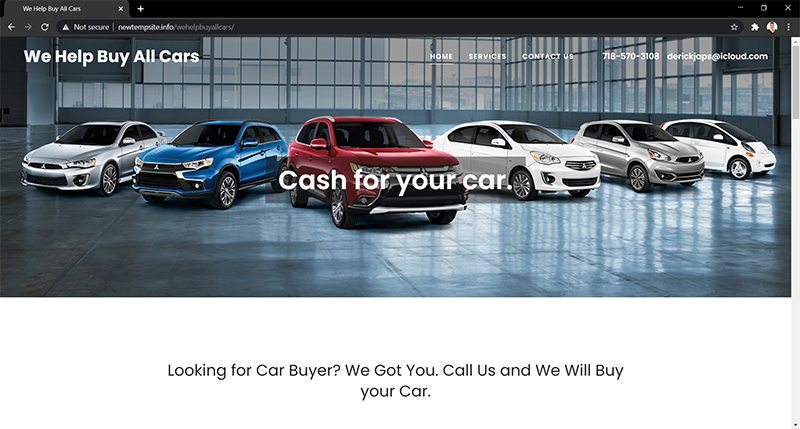 We Help Buy All Cars
Not secure | newtempsite.info/wehelpbuyallcars/
We Help Buy All Cars
HOME SERVICES CONTACT US 718-570-3108 derickjaps@icloud.com
Cash for your car.
Looking for Car Buyer? We Got You. Call Us and We Will Buy
your Car.